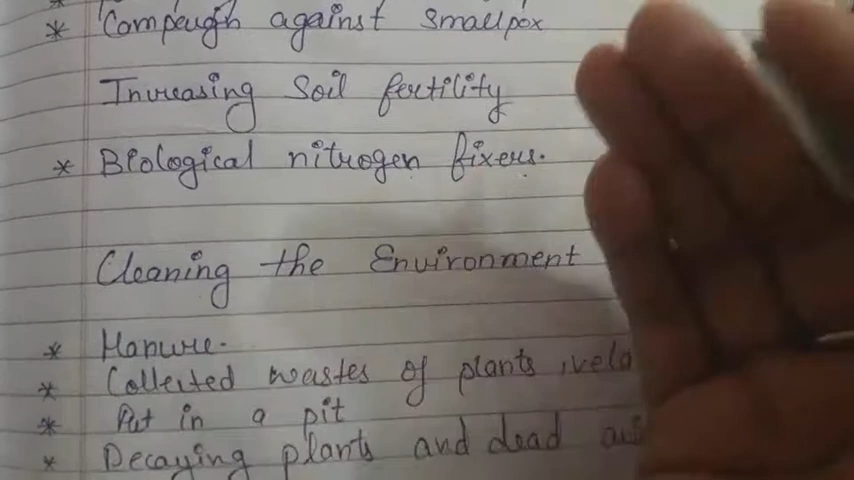 * Compeugh against smallpox
Increasing Soil fertility
* Biological nitrogen fixers.
Cleaning the Environment
* Manure.
* Collected wastes of plants,
* Put in a pit
* Decaying plants and dead